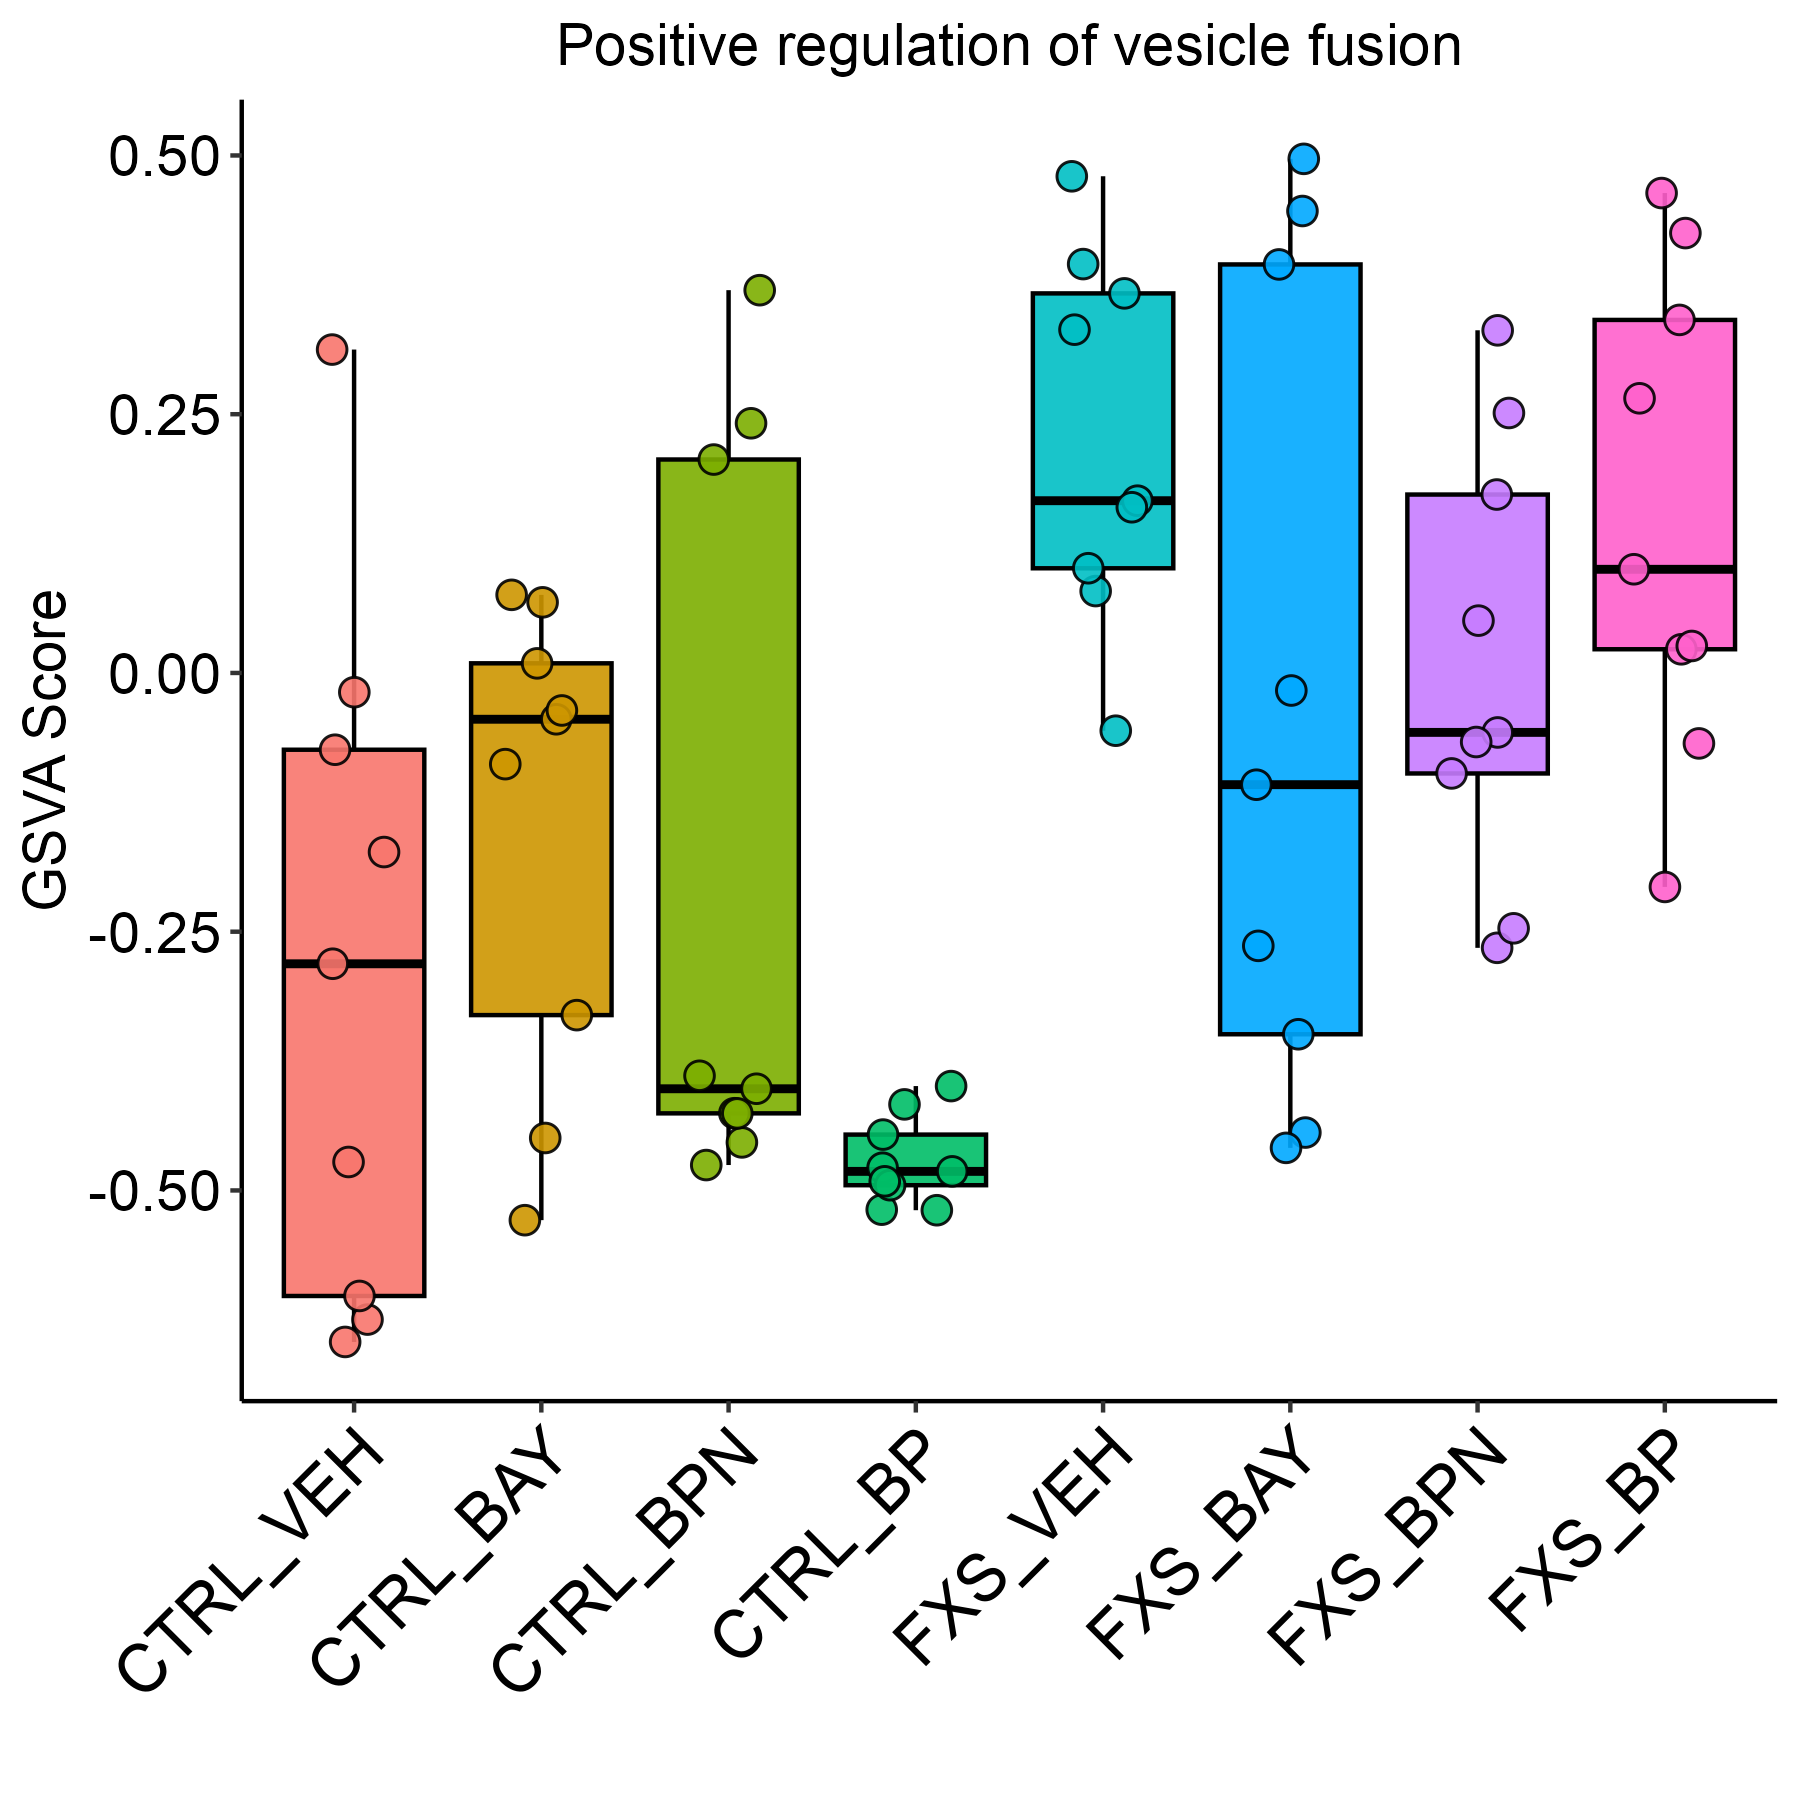 Positive regulation of vesicle fusion
GSVA Score
0.50
0.25
0.00
-0.25
-0.50
CTRL_VEH
CTRL_BAY
CTRL_BPN
CTRL_BP
FXS_VEH
FXS_BAY
FXS_BPN
FXS_BP